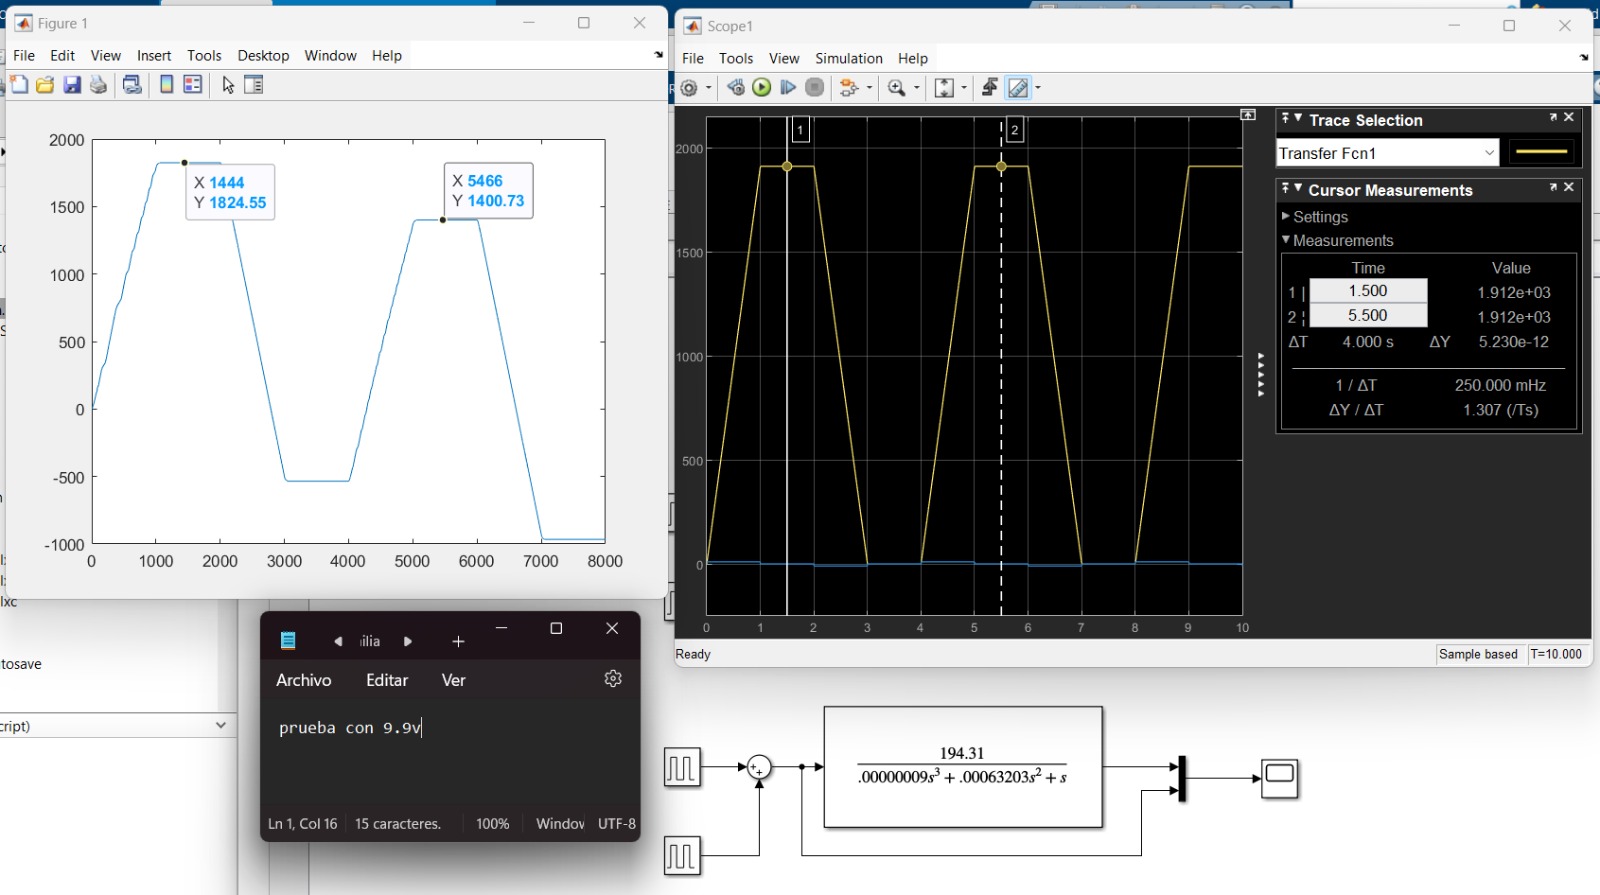 Figure 1
File Edit View Insert Tools Desktop Window Help
2000
1500
1000
500
0
-500
-1000
0 1000 2000 3000 4000 5000 6000 7000 8000
X 1444
Y 1824.55
X 5466
Y 1400.73
Scope1
File Tools View Simulation Help
1
2
2000
1500
1000
500
0
0 1 2 3 4 5 6 7 8 9 10
Trace Selection
Transfer Fcn1
Cursor Measurements
Settings
Measurements
Time Value
1 | 1.500 1.912e+03
2 ¦ 5.500 1.912e+03
ΔT 4.000 s ΔY 5.230e-12
1 / ΔT 250.000 mHz
ΔY / ΔT 1.307 (/Ts)
Ready Sample based T=10.000
lxc
tosave
cript)
ilia
Archivo Editar Ver
prueba con 9.9v
Ln 1, Col 16 15 caracteres. 100% Window UTF-8
194.31
.00000009s³ + .00063203s² + s
+
+